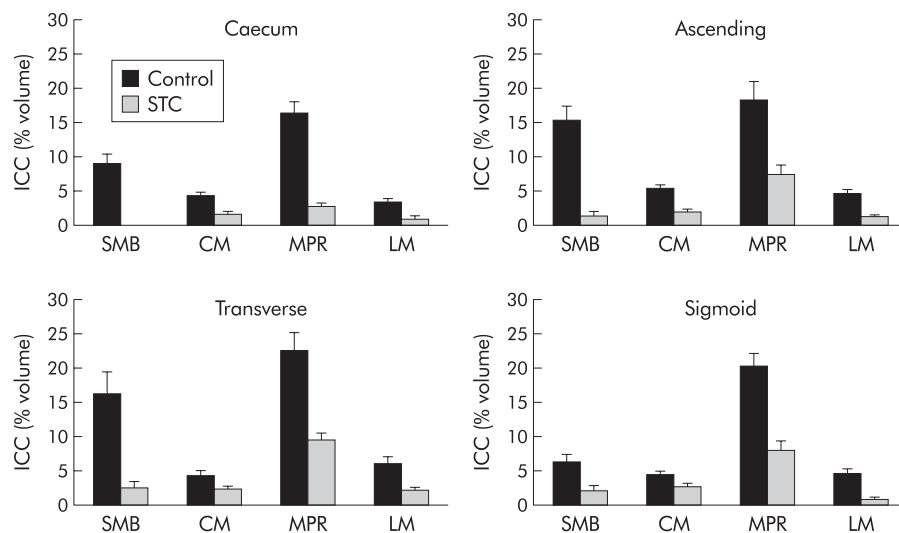 Caecum
ICC (% volume)
30
25
20
15
10
5
0
Control
STC
SMB CM MPR LM
Ascending
ICC (% volume)
30
25
20
15
10
5
0
SMB CM MPR LM
Transverse
ICC (% volume)
30
25
20
15
10
5
0
SMB CM MPR LM
Sigmoid
ICC (% volume)
30
25
20
15
10
5
0
SMB CM MPR LM